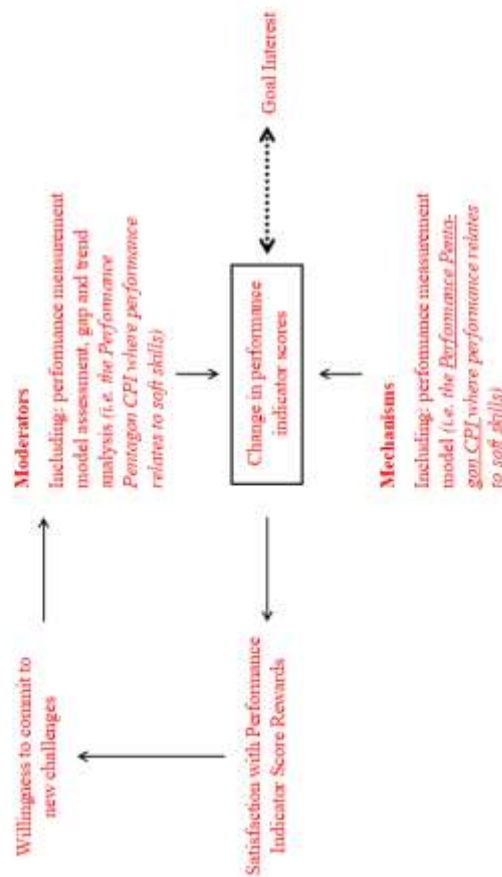 Willingness to commit to
new challenges
Moderators
Including: performance measurement
model assessment, gap and trend
analysis (i.e. the Performance
Pentagon CPI where performance
relates to soft skills)
Satisfaction with Performance
Indicator Score Rewards
Change in performance
indicator scores
Goal Interest
Mechanisms
Including: performance measurement
model (i.e. the Performance Penta-
gon CPI where performance relates
to soft skills)